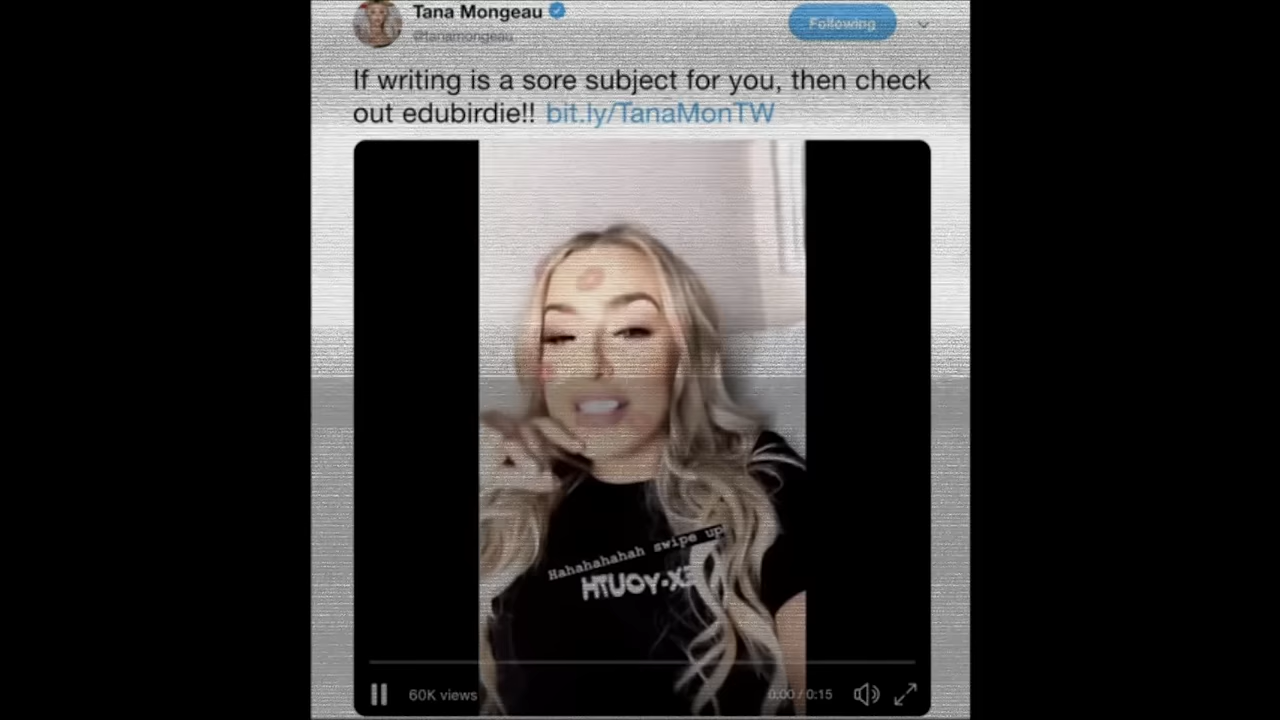 Tana Mongeau
@tanamongeau
Following
If writing is a sore subject for you, then check
out edubirdie!! bit.ly/TanaMonTW
Hahahahahah swipe up
60K views
0:00 / 0:15